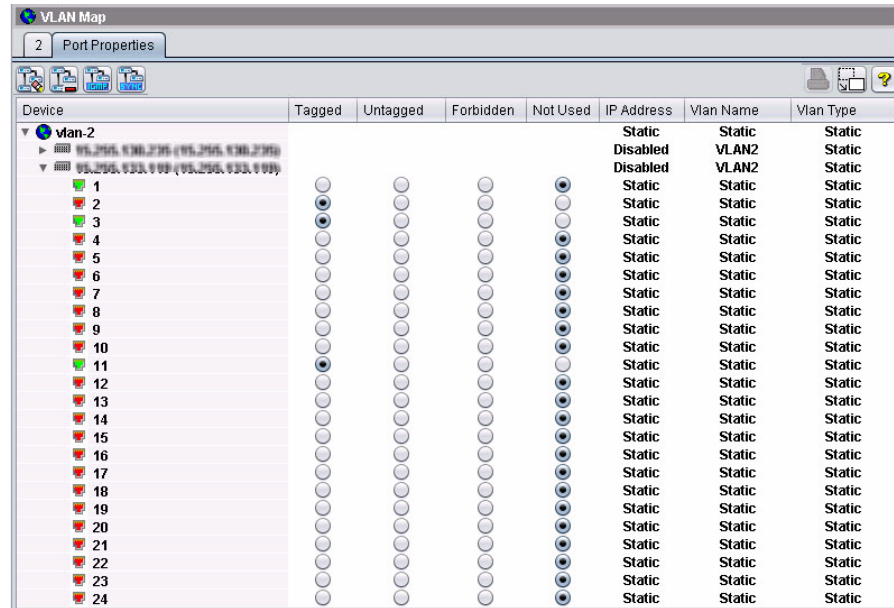 VLAN Map
2 Port Properties
Device Tagged Untagged Forbidden Not Used IP Address Vlan Name Vlan Type
vlan-2 Static Static Static
Disabled VLAN2 Static
Disabled VLAN2 Static
1 Static Static Static
2 Static Static Static
3 Static Static Static
4 Static Static Static
5 Static Static Static
6 Static Static Static
7 Static Static Static
8 Static Static Static
9 Static Static Static
10 Static Static Static
11 Static Static Static
12 Static Static Static
13 Static Static Static
14 Static Static Static
15 Static Static Static
16 Static Static Static
17 Static Static Static
18 Static Static Static
19 Static Static Static
20 Static Static Static
21 Static Static Static
22 Static Static Static
23 Static Static Static
24 Static Static Static